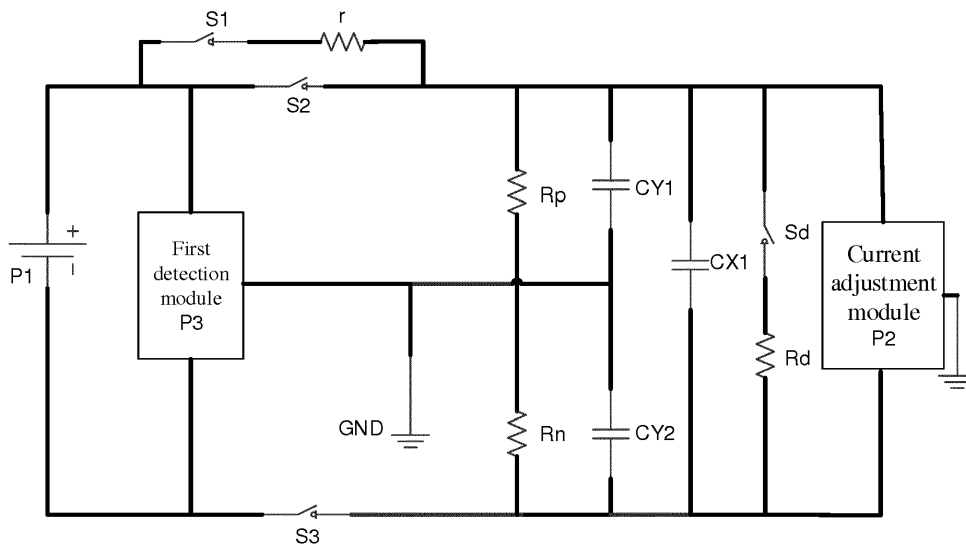 S1
r
S2
Rp
CY1
Sd
+
First
detection
module
P3
P1
−
CX1
Current
adjustment
module
P2
Rd
GND
Rn
CY2
S3